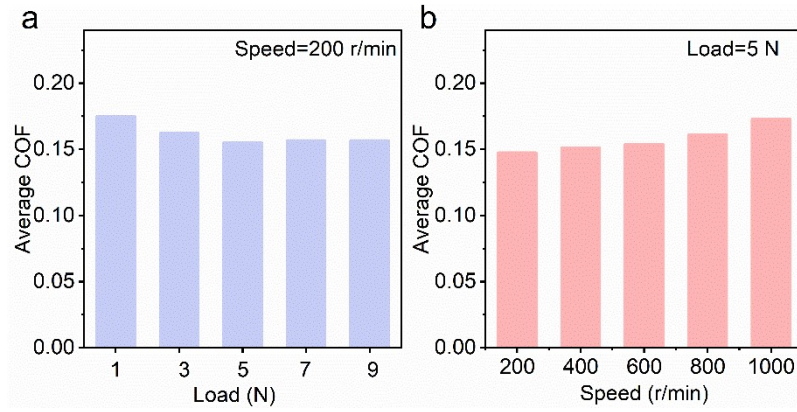 a
Speed=200 r/min
0.20
0.15
0.10
0.05
0.00
Average COF
1 3 5 7 9
Load (N)
b
Load=5 N
0.20
0.15
0.10
0.05
0.00
Average COF
200 400 600 800 1000
Speed (r/min)